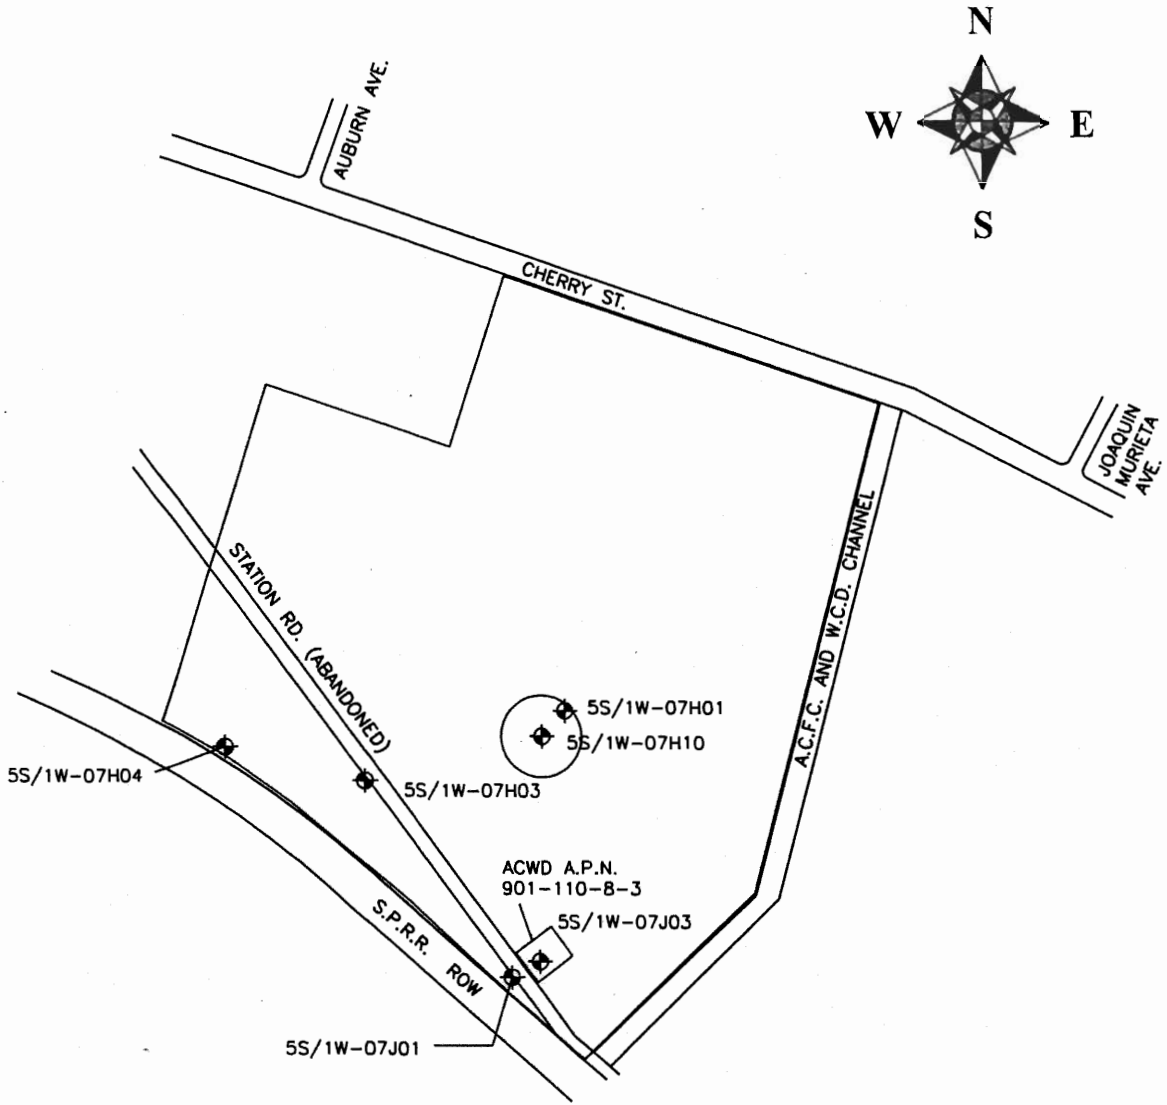 N
W E
S
AUBURN AVE.
CHERRY ST.
JOAQUIN
MURIETA
AVE.
STATION RD. (ABANDONED)
A.C.F.C. AND W.C.D. CHANNEL
5S/1W-07H01
5S/1W-07H10
5S/1W-07H04
5S/1W-07H03
ACWD A.P.N.
901-110-8-3
5S/1W-07J03
S.P.R.R. ROW
5S/1W-07J01